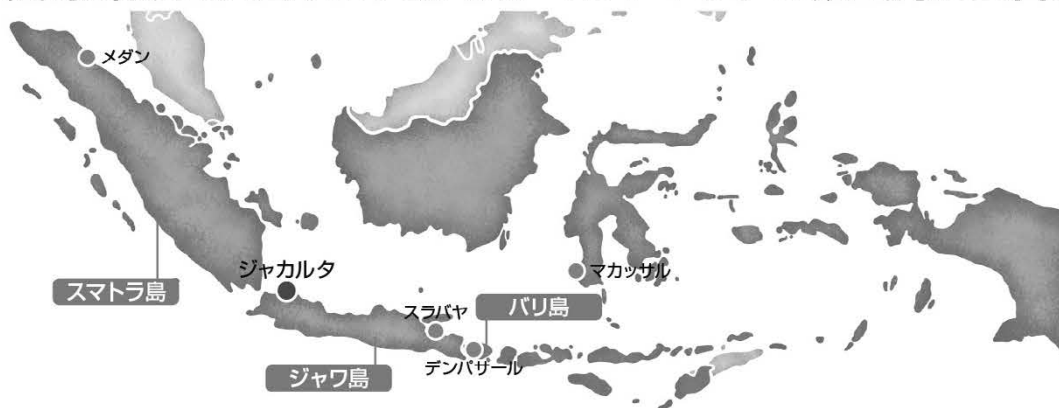 メダン
スマトラ島
ジャカルタ
ジャワ島
スラバヤ
バリ島
デンパサール
マカッサル